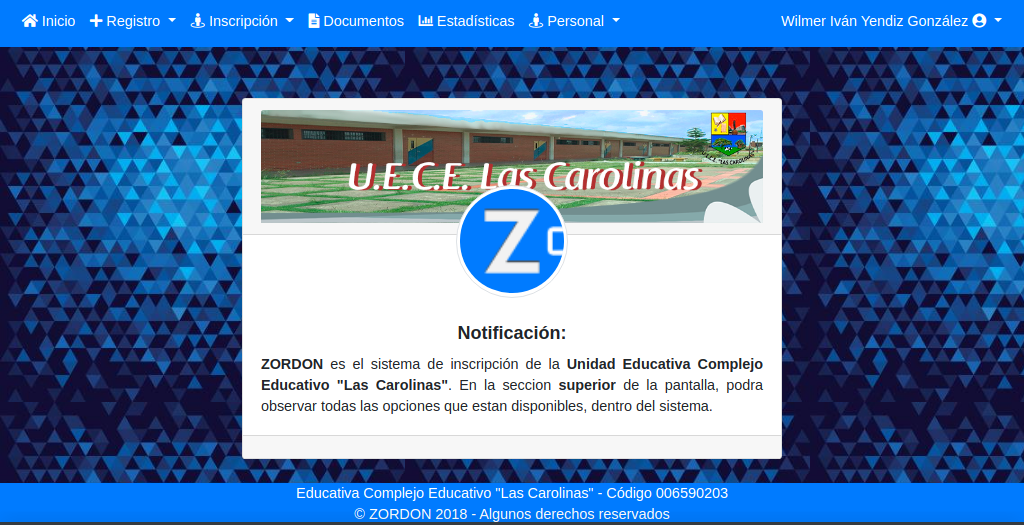 Inicio Registro Inscripción Documentos Estadísticas Personal Wilmer Iván Yendiz González
U.E.C.E. Las Carolinas
U.E.C.E. "LAS CAROLINAS"
Z
Notificación:
ZORDON es el sistema de inscripción de la Unidad Educativa Complejo
Educativo "Las Carolinas". En la seccion superior de la pantalla, podra
observar todas las opciones que estan disponibles, dentro del sistema.
Educativa Complejo Educativo "Las Carolinas" - Código 006590203
© ZORDON 2018 - Algunos derechos reservados